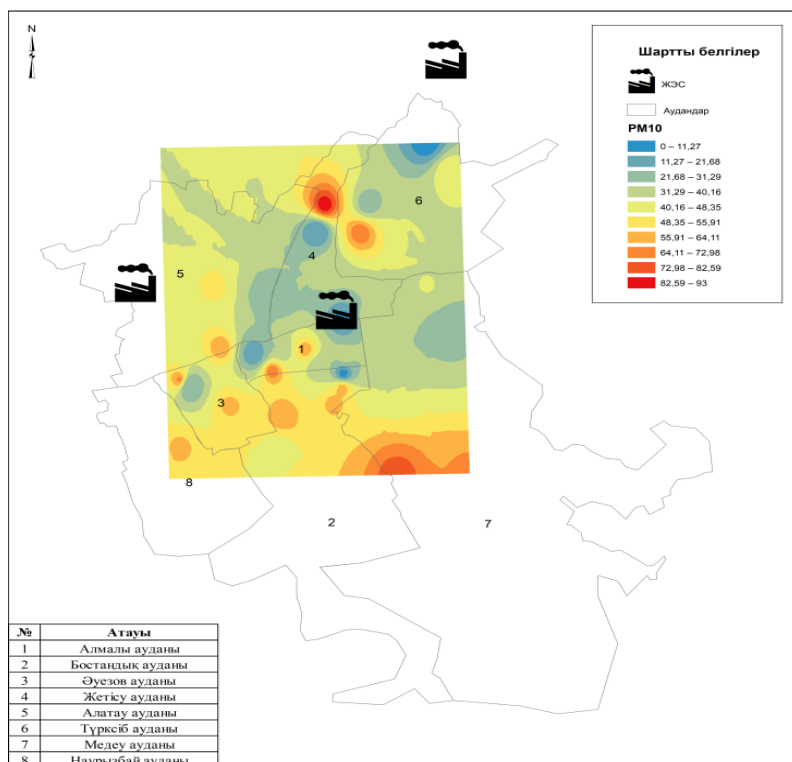 N
Шартты белгілер
ЖЭС
Аудандар
PM10
0 – 11,27
11,27 – 21,68
21,68 – 31,29
31,29 – 40,16
40,16 – 48,35
48,35 – 55,91
55,91 – 64,11
64,11 – 72,98
72,98 – 82,59
82,59 – 93
6
4
5
1
3
8
2
7
№ Атауы
1 Алмалы ауданы
2 Бостандық ауданы
3 Әуезов ауданы
4 Жетісу ауданы
5 Алатау ауданы
6 Түрксіб ауданы
7 Медеу ауданы
8 Наурызбай ауданы